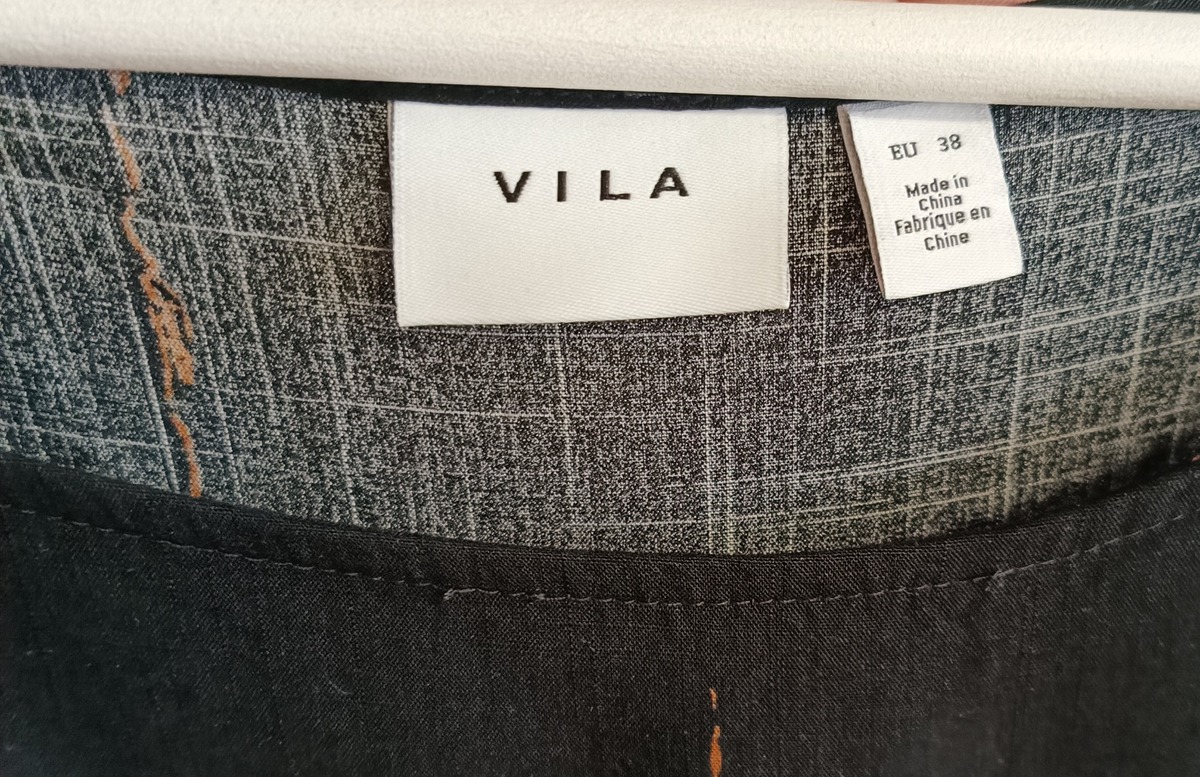 VILA
EU 38
Made in
China
Fabrique en
Chine